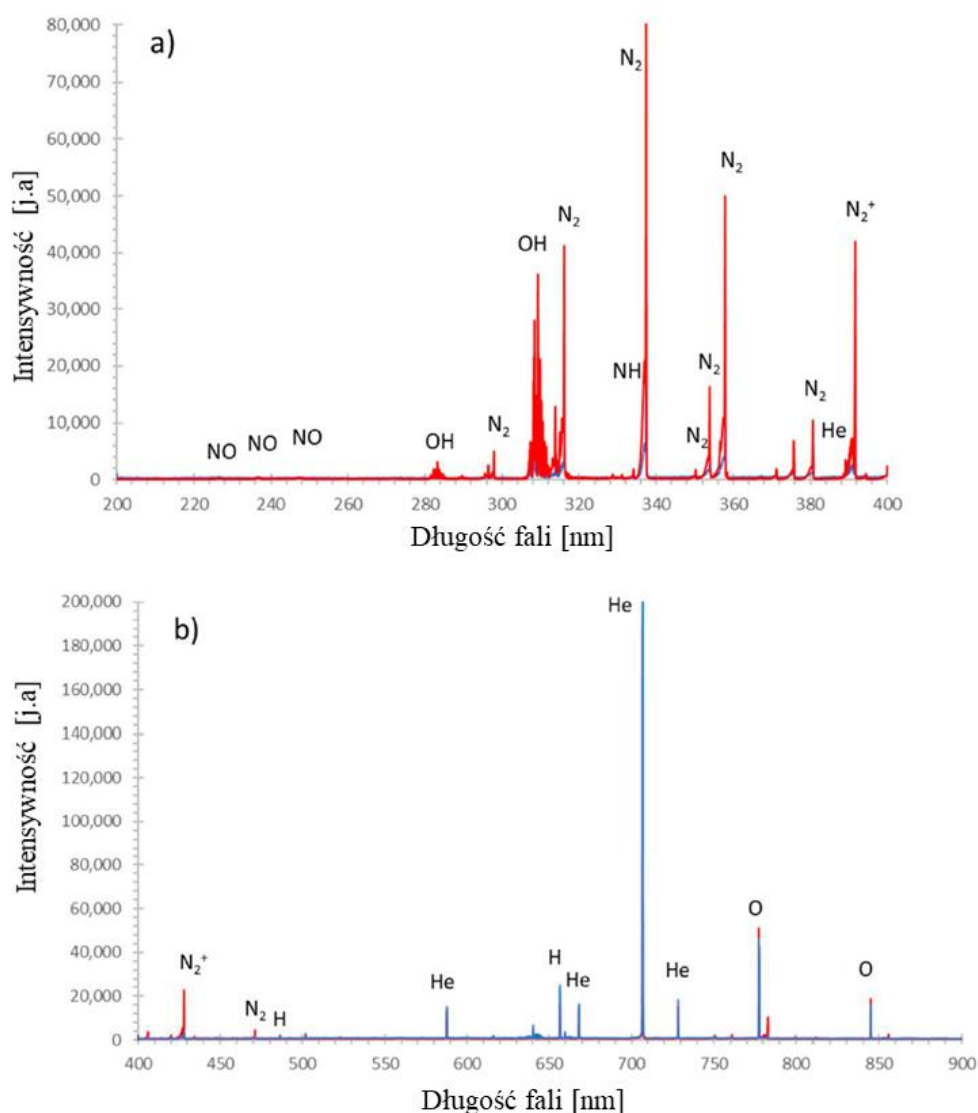 a)
80,000
70,000
60,000
50,000
40,000
30,000
20,000
10,000
0
Intensywność [j.a]
N₂
N₂
N₂⁺
N₂
OH
NH
N₂
N₂
He
N₂
OH
N₂
NO NO NO
200 220 240 260 280 300 320 340 360 380 400
Długość fali [nm]
b)
200,000
180,000
160,000
140,000
120,000
100,000
80,000
60,000
40,000
20,000
0
Intensywność [j.a]
He
O
N₂⁺
N₂ H
He
H
He
He
O
400 450 500 550 600 650 700 750 800 850 900
Długość fali [nm]